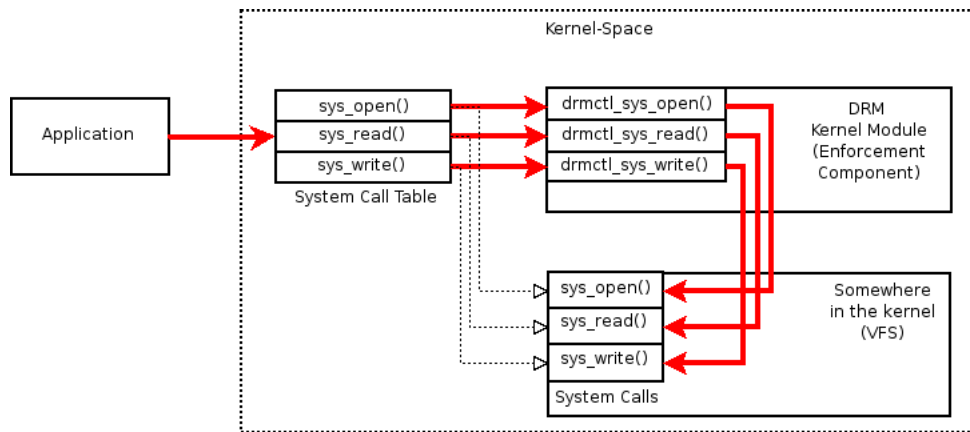 Kernel-Space
Application
sys_open()
sys_read()
sys_write()
System Call Table
drmctl_sys_open()
drmctl_sys_read()
drmctl_sys_write()
DRM
Kernel Module
(Enforcement
Component)
sys_open()
sys_read()
sys_write()
System Calls
Somewhere
in the kernel
(VFS)